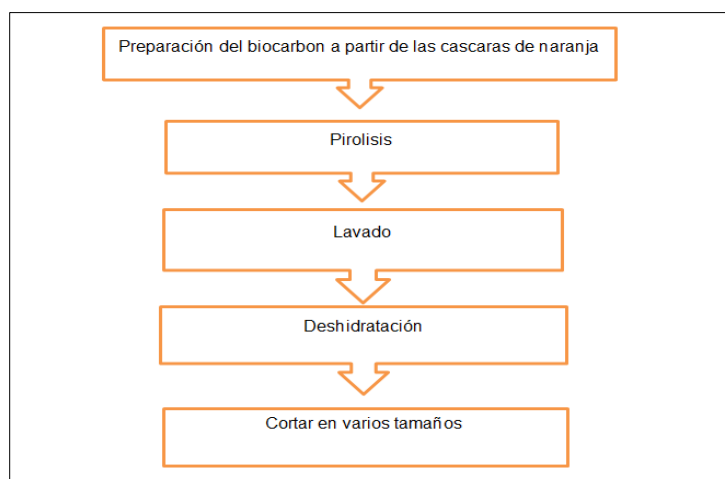 Preparación del biocarbon a partir de las cascaras de naranja
Pirolisis
Lavado
Deshidratación
Cortar en varios tamaños